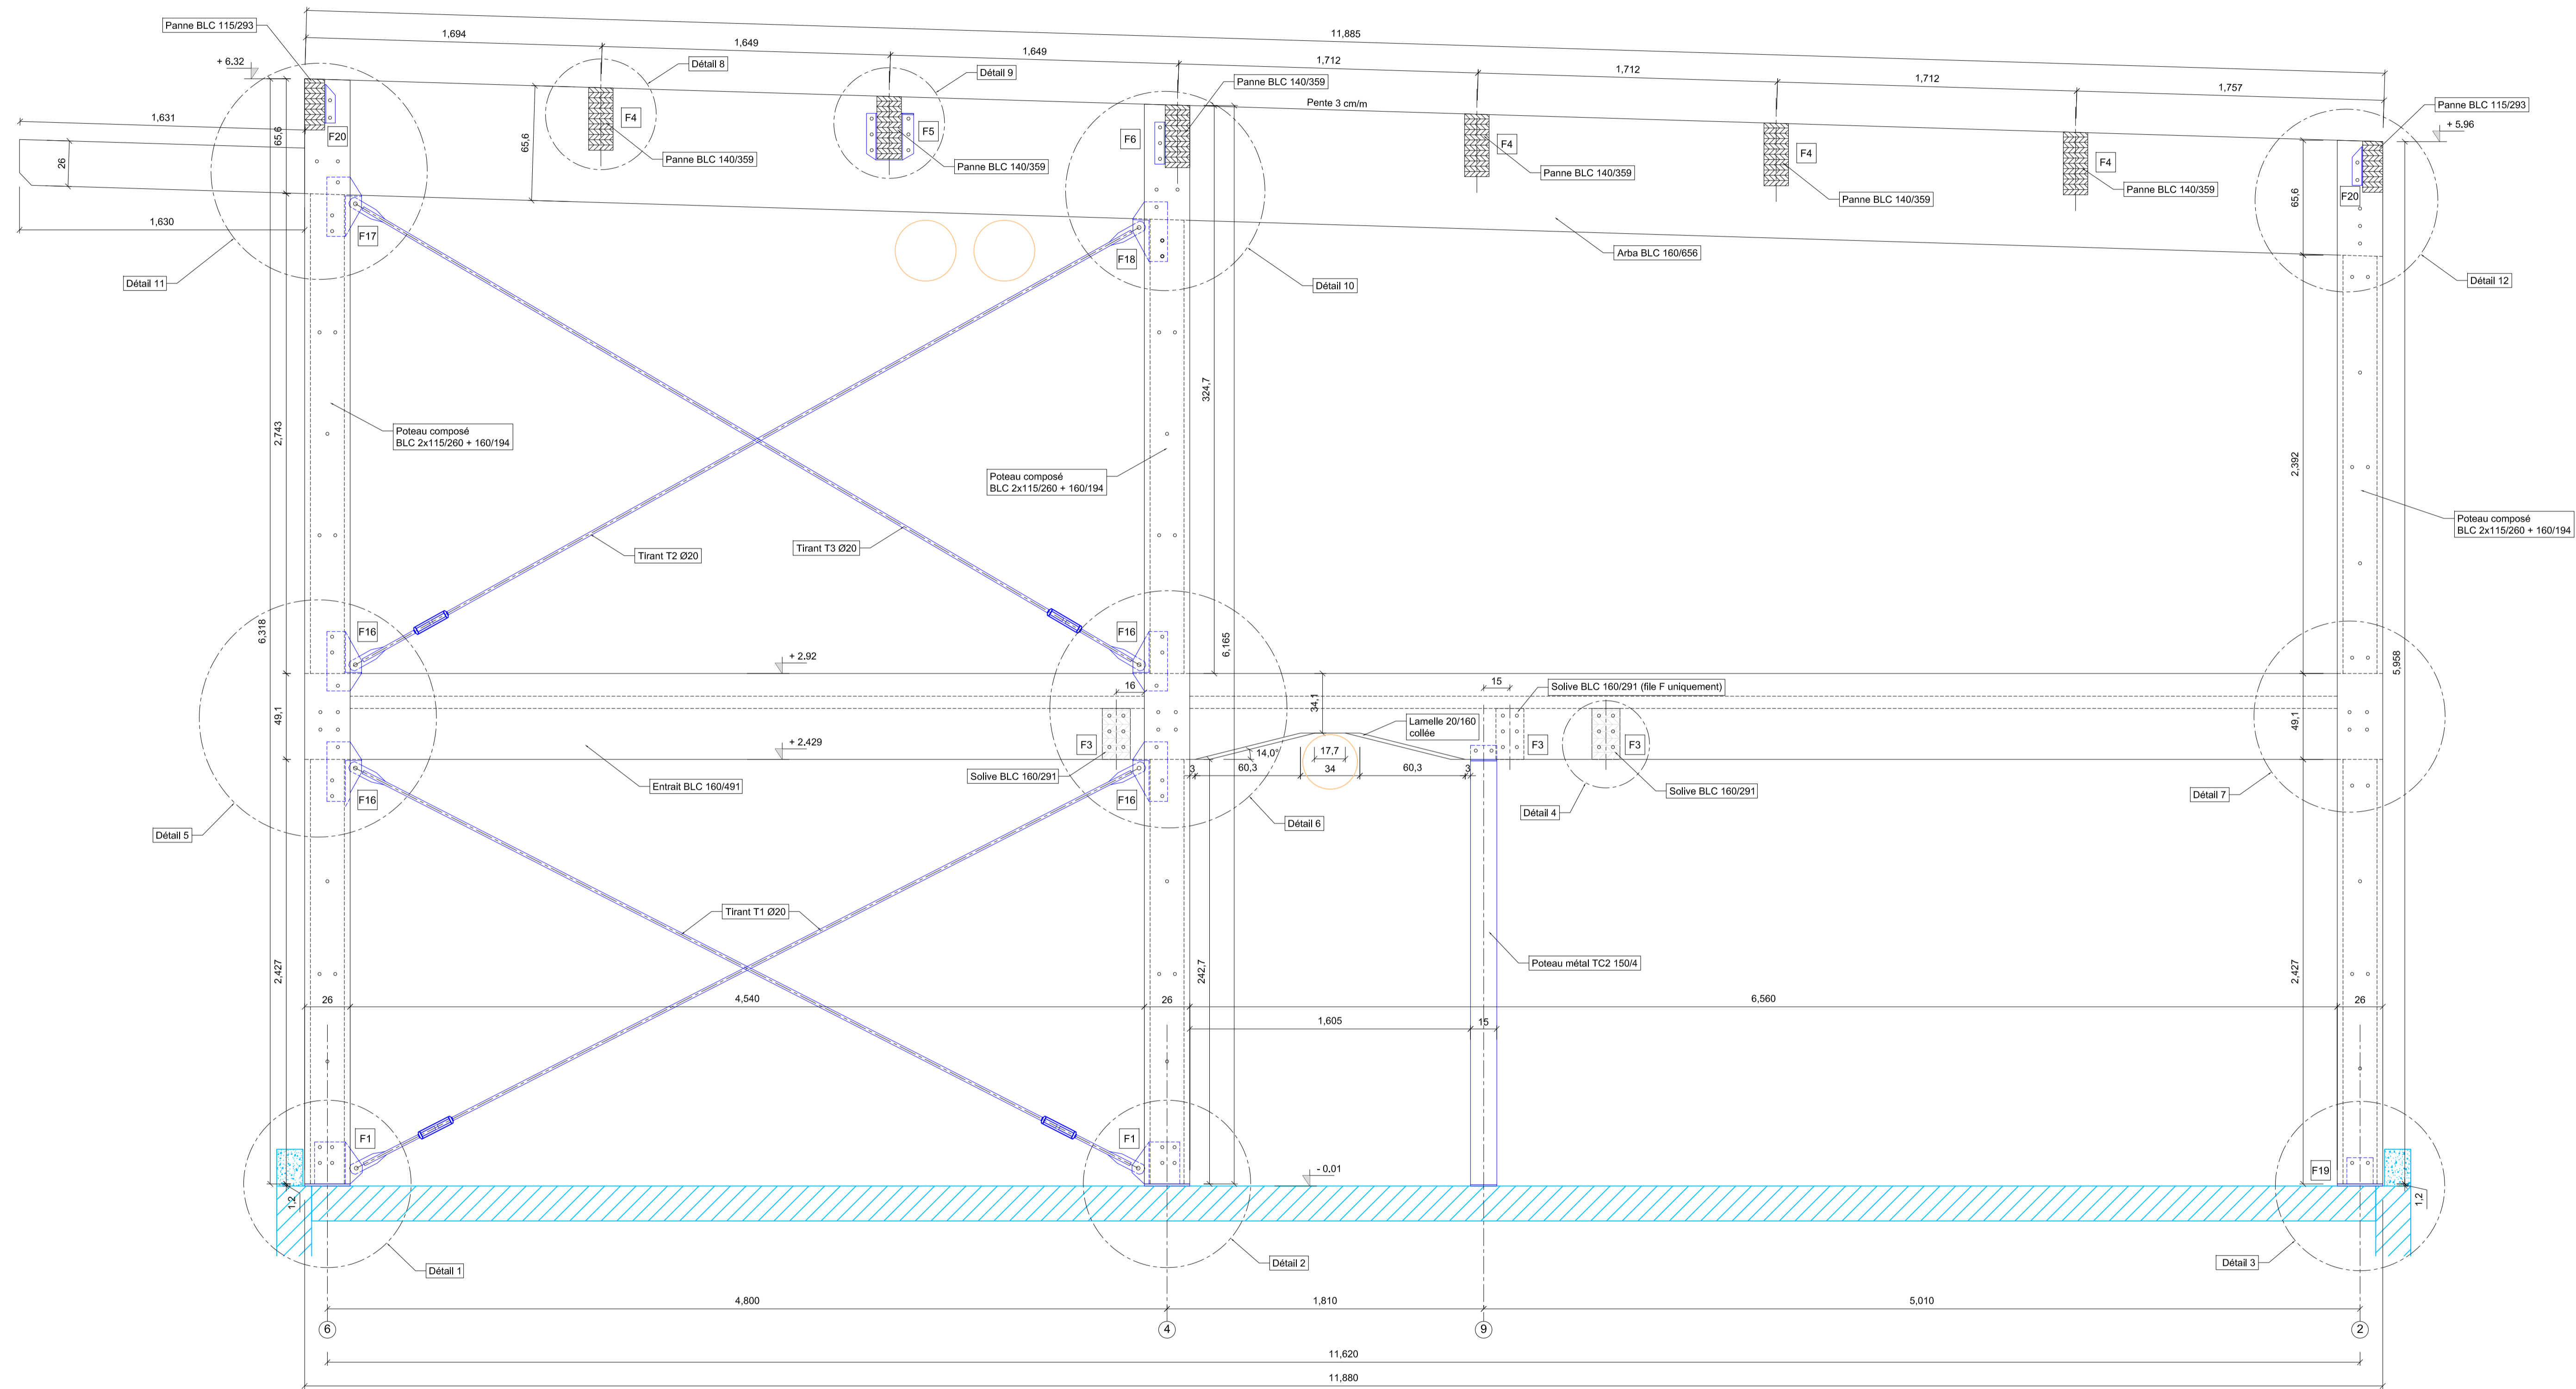 11,885
Panne BLC 115/293
1,694
1,649
1,649
1,712
1,712
1,712
1,757
+ 6.32
Détail 8
Détail 9
Panne BLC 140/359
Pente 3 cm/m
Panne BLC 115/293
+ 5.96
1,631
26
65,6
F20
65,6
F4
Panne BLC 140/359
F5
Panne BLC 140/359
F6
F4
Panne BLC 140/359
F4
Panne BLC 140/359
F4
Panne BLC 140/359
F20
65,6
1,630
F17
F18
Arba BLC 160/656
Détail 11
Détail 10
Détail 12
324,7
2,743
Poteau composé
BLC 2x115/260 + 160/194
Poteau composé
BLC 2x115/260 + 160/194
2,392
Poteau composé
BLC 2x115/260 + 160/194
Tirant T2 Ø20
Tirant T3 Ø20
6,318
F16
F16
6,165
5,958
+ 2.92
16
34,1
15
Solive BLC 160/291 (file F uniquement)
49,1
+ 2,429
F3
Lamelle 20/160
collée
14,0°
17,7
3
60,3
34
60,3
3
F3
F3
49,1
Solive BLC 160/291
Entrait BLC 160/491
F16
F16
Solive BLC 160/291
Détail 5
Détail 6
Détail 4
Détail 7
Tirant T1 Ø20
2,427
242,7
Poteau métal TC2 150/4
2,427
26
4,540
26
6,560
26
1,605
15
F1
F1
F19
- 0,01
1,2
1,2
Détail 1
Détail 2
Détail 3
4,800
1,810
5,010
6
4
9
2
11,620
11,880